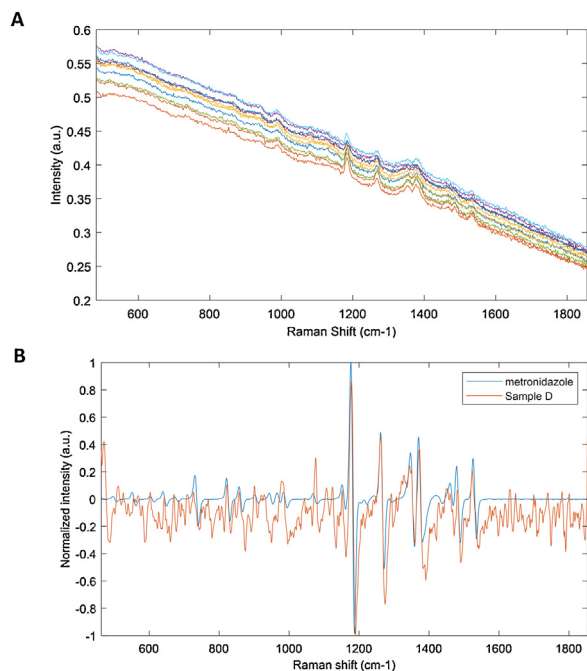 A
0.6
0.55
0.5
0.45
0.4
0.35
0.3
0.25
0.2
Intensity (a.u.)
600 800 1000 1200 1400 1600 1800
Raman Shift (cm-1)
B
1
0.8
0.6
0.4
0.2
0
-0.2
-0.4
-0.6
-0.8
-1
Normalized Intensity (a.u.)
metronidazole
Sample D
600 800 1000 1200 1400 1600 1800
Raman shift (cm-1)